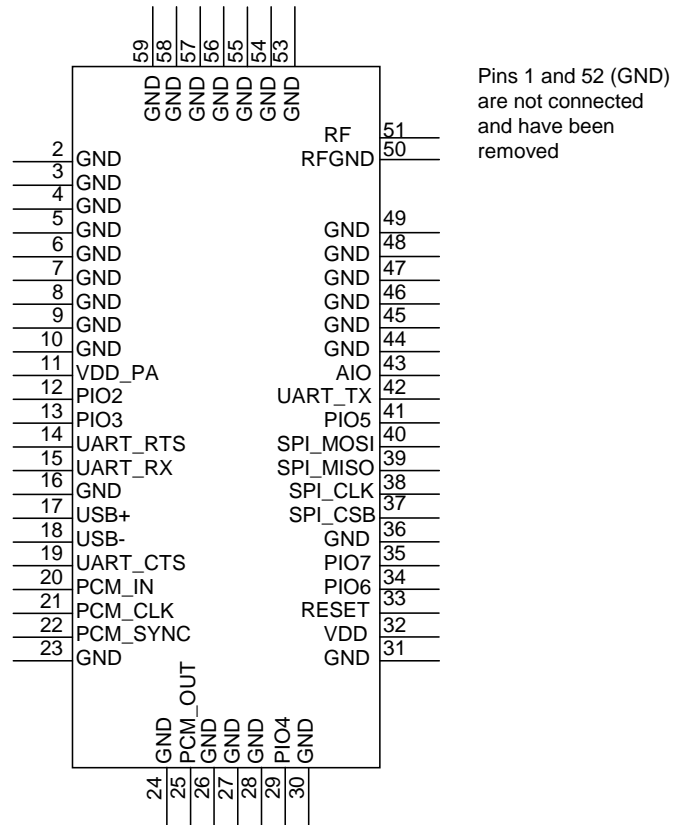 59
58
57
56
55
54
53
GND
GND
GND
GND
GND
GND
GND
Pins 1 and 52 (GND)
are not connected
and have been
removed
RF 51
RFGND 50
2 GND
3 GND
4 GND
5 GND
6 GND
7 GND
8 GND
9 GND
10 GND
11 VDD_PA
12 PIO2
13 PIO3
14 UART_RTS
15 UART_RX
16 GND
17 USB+
18 USB-
19 UART_CTS
20 PCM_IN
21 PCM_CLK
22 PCM_SYNC
23 GND
GND 49
GND 48
GND 47
GND 46
GND 45
GND 44
AIO 43
UART_TX 42
PIO5 41
SPI_MOSI 40
SPI_MISO 39
SPI_CLK 38
SPI_CSB 37
GND 36
PIO7 35
PIO6 34
RESET 33
VDD 32
GND 31
GND
PCM_OUT
GND
GND
GND
PIO4
GND
24
25
26
27
28
29
30